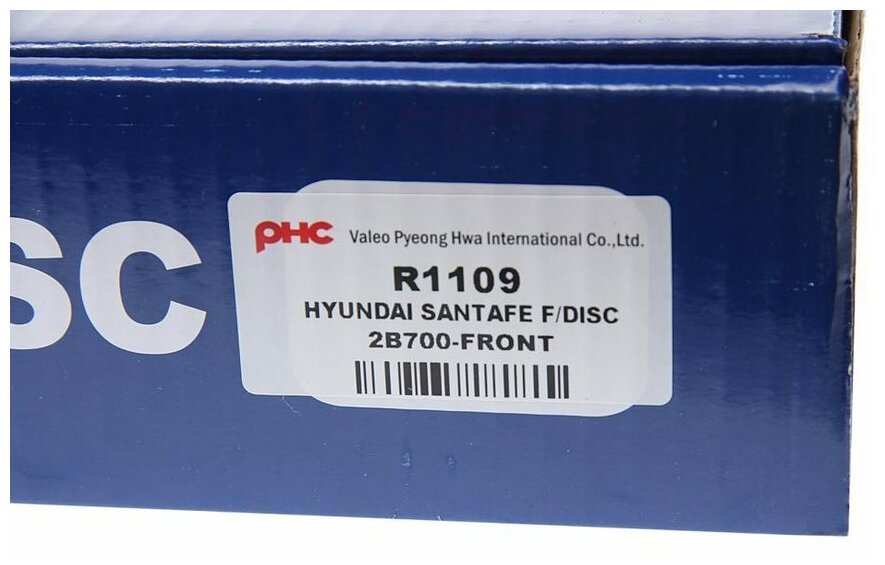 SC
PHC Valeo Pyeong Hwa International Co.,Ltd.
R1109
HYUNDAI SANTAFE F/DISC
2B700-FRONT